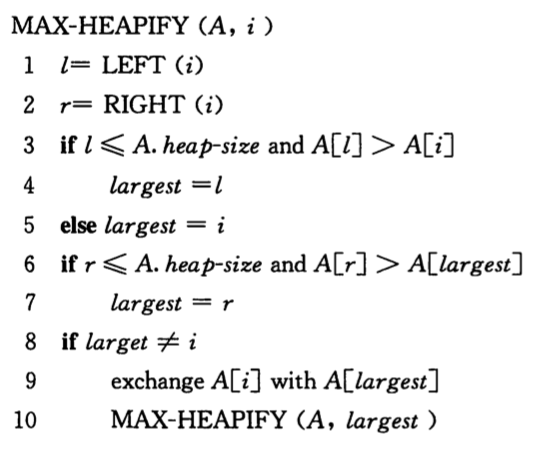 MAX-HEAPIFY (A, i )
1 l= LEFT (i)
2 r= RIGHT (i)
3 if l ⩽ A. heap-size and A[l] > A[i]
4 largest =l
5 else largest = i
6 if r ⩽ A. heap-size and A[r] > A[largest]
7 largest = r
8 if larget ≠ i
9 exchange A[i] with A[largest]
10 MAX-HEAPIFY (A, largest )